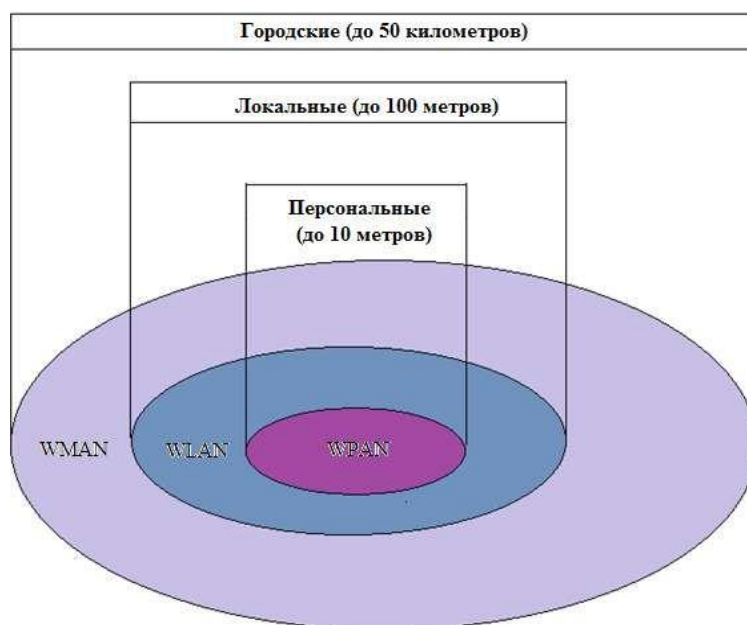 Городские (до 50 километров)
Локальные (до 100 метров)
Персональные
(до 10 метров)
WMAN
WLAN
WPAN